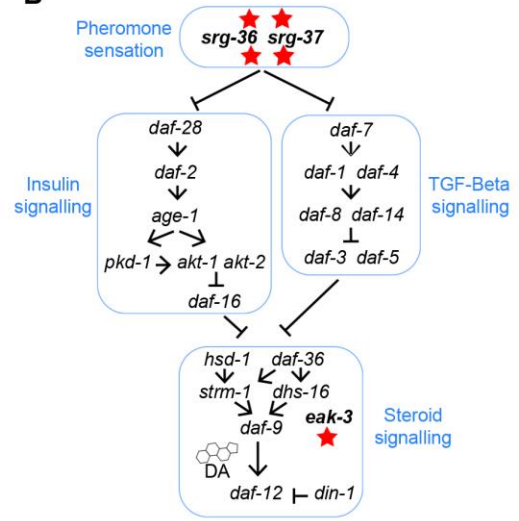 B
Pheromone
sensation
srg-36 srg-37
daf-28
daf-2
age-1
pkd-1 akt-1 akt-2
daf-16
Insulin
signalling
daf-7
daf-1 daf-4
daf-8 daf-14
daf-3 daf-5
TGF-Beta
signalling
hsd-1 daf-36
strm-1 dhs-16
eak-3
daf-9
DA
daf-12 din-1
Steroid
signalling